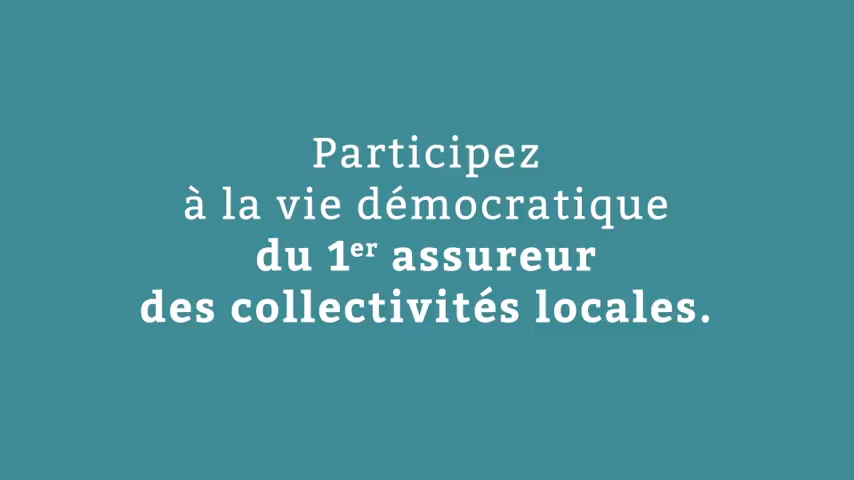 Participez
à la vie démocratique
du 1er assureur
des collectivités locales.